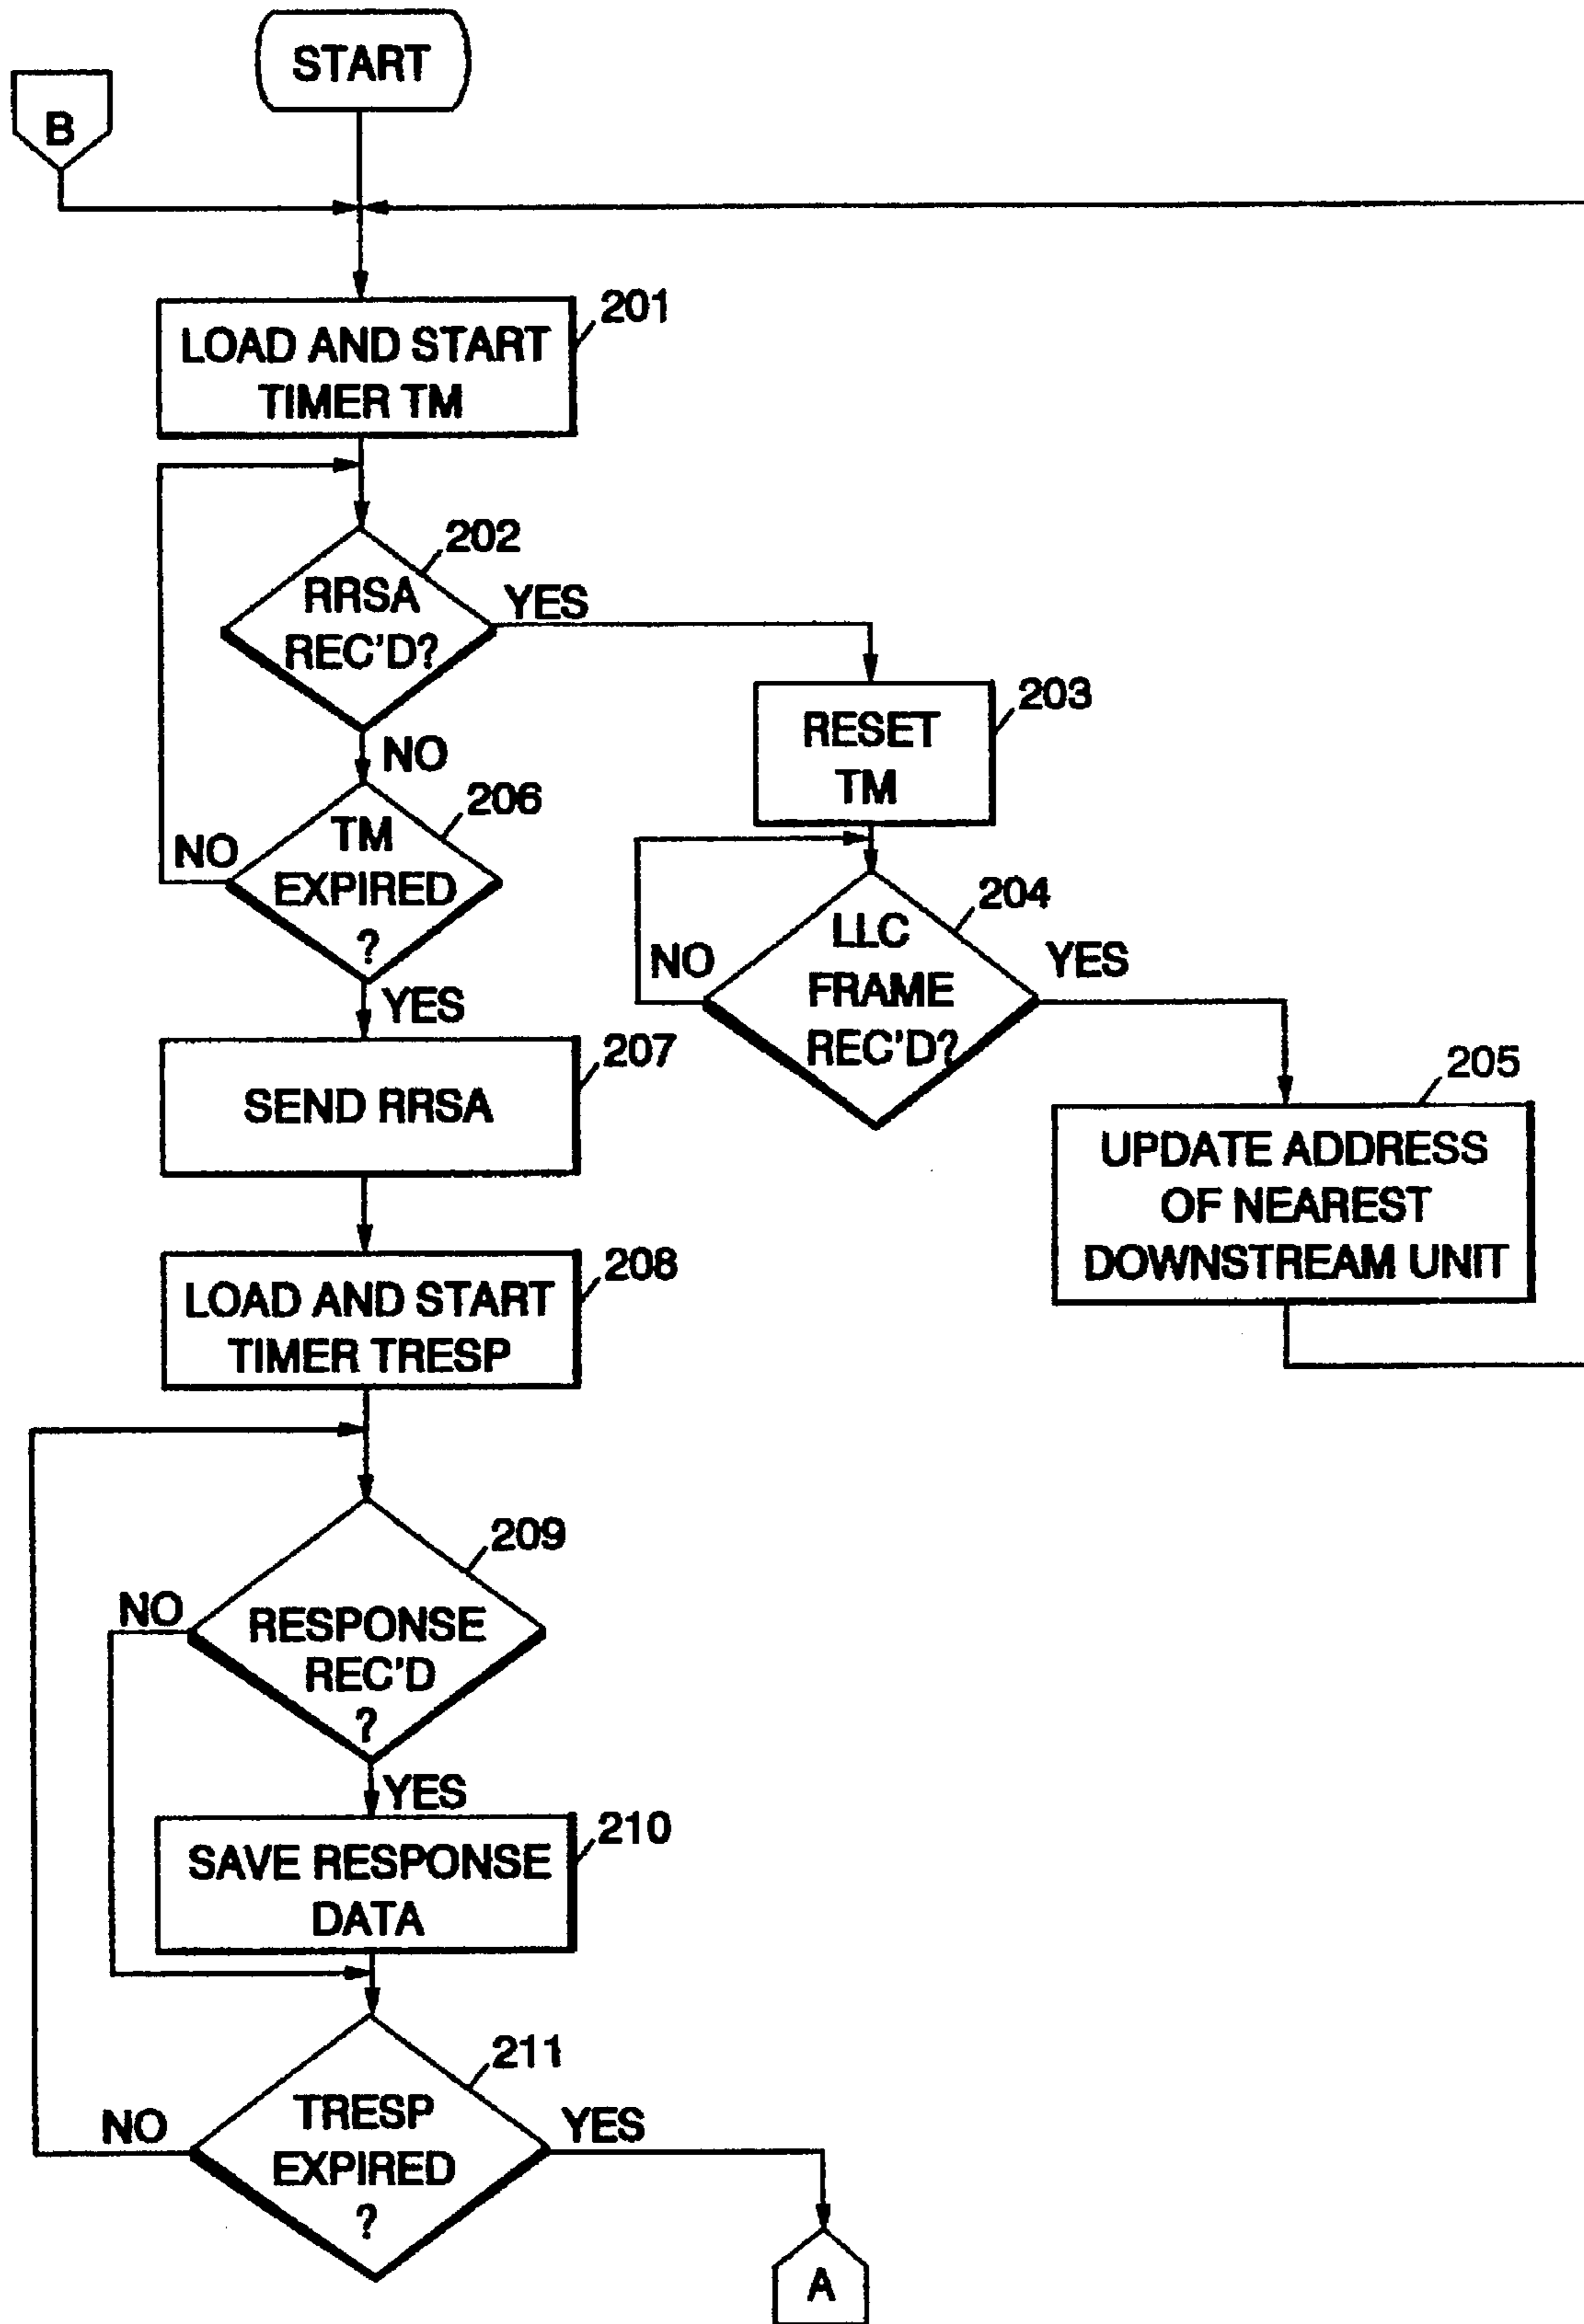 START
B
201
LOAD AND START
TIMER TM
202
RRSA
REC'D?
YES
NO
203
RESET
TM
206
TM
EXPIRED
?
NO
YES
204
LLC
FRAME
REC'D?
NO
YES
207
SEND RRSA
205
UPDATE ADDRESS
OF NEAREST
DOWNSTREAM UNIT
208
LOAD AND START
TIMER TRESP
209
RESPONSE
REC'D
?
NO
YES
210
SAVE RESPONSE
DATA
211
TRESP
EXPIRED
?
NO
YES
A